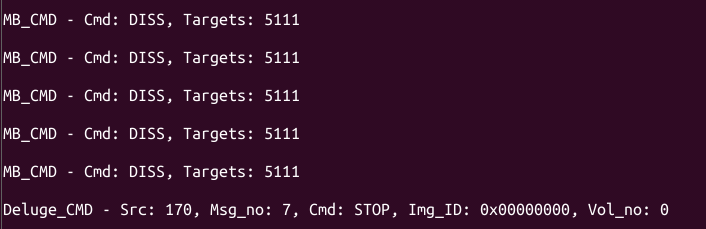 MB_CMD - Cmd: DISS, Targets: 5111
MB_CMD - Cmd: DISS, Targets: 5111
MB_CMD - Cmd: DISS, Targets: 5111
MB_CMD - Cmd: DISS, Targets: 5111
MB_CMD - Cmd: DISS, Targets: 5111
Deluge_CMD - Src: 170, Msg_no: 7, Cmd: STOP, Img_ID: 0x00000000, Vol_no: 0